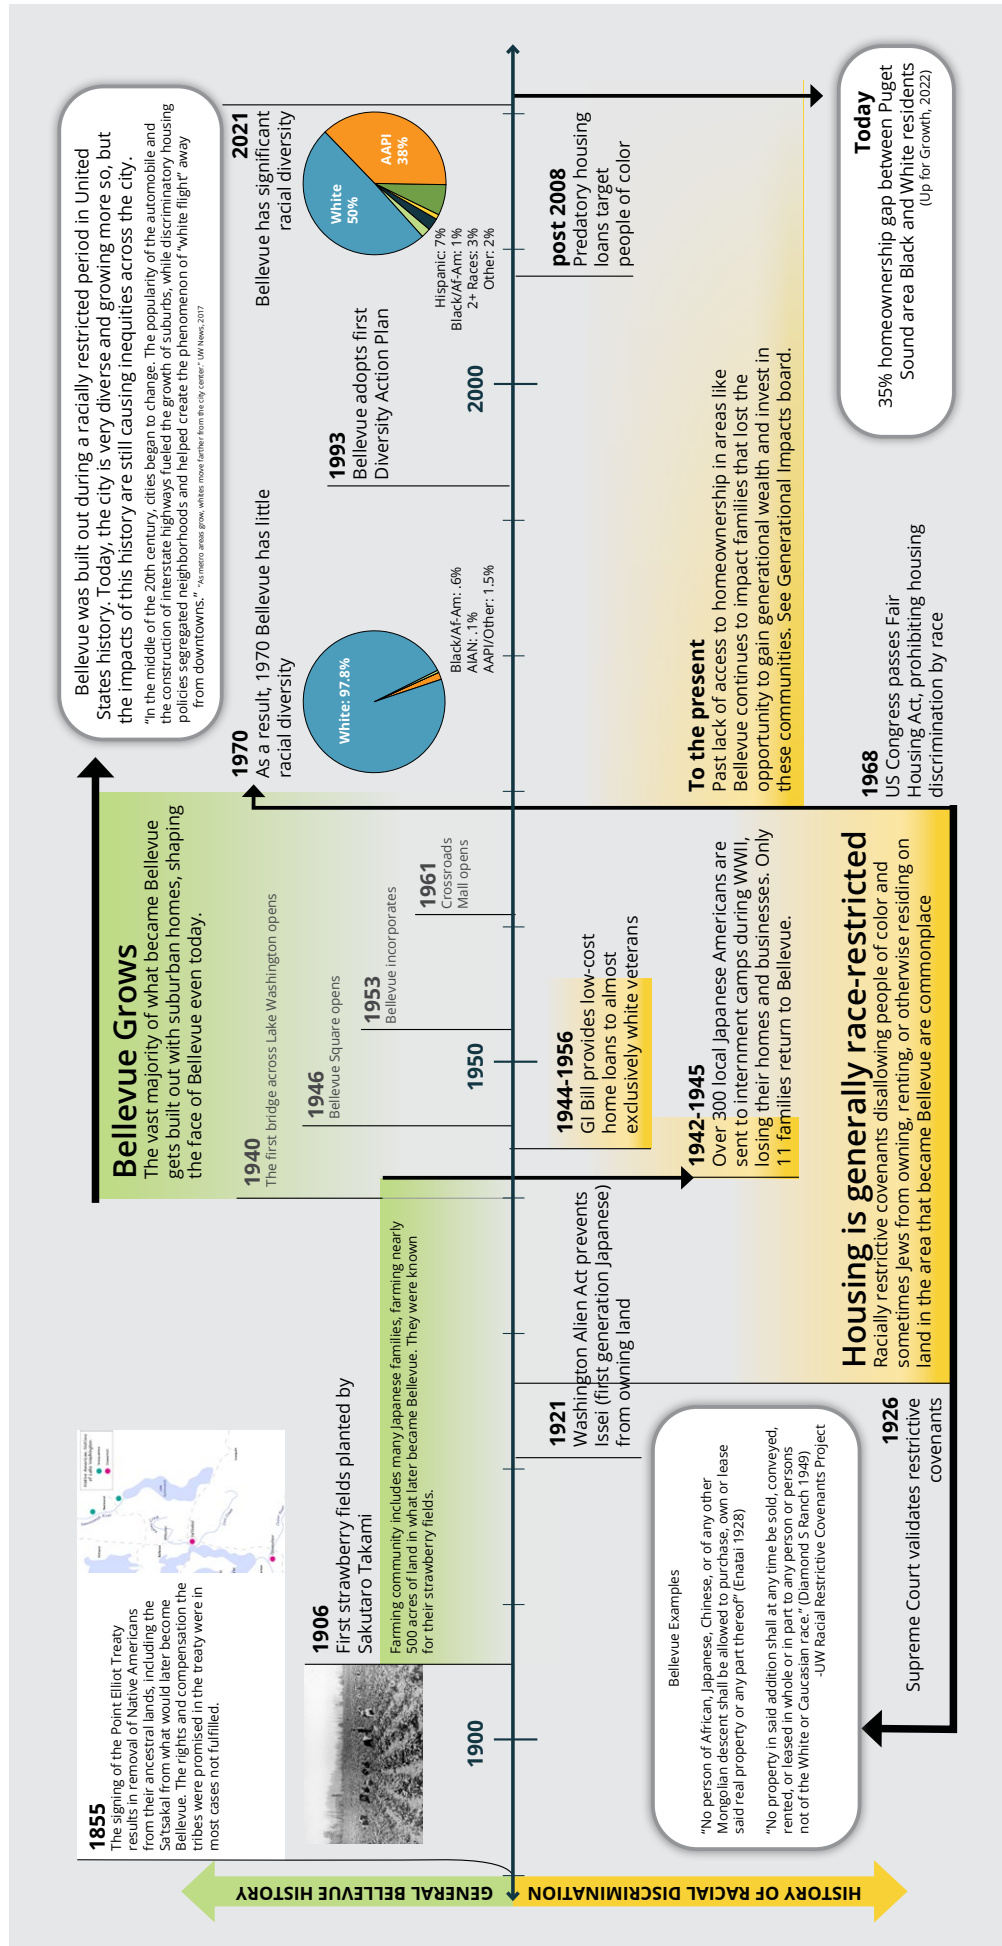 GENERAL BELLEVUE HISTORY
HISTORY OF RACIAL DISCRIMINATION
1855
The signing of the Point Elliot Treaty
results in removal of Native Americans
from their ancestral lands, including the
Sa'tsakal from what would later become
Bellevue. The rights and compensation the
tribes were promised in the treaty were in
most cases not fulfilled.
1906
First strawberry fields planted by
Sakutaro Takami
Farming community includes many Japanese families, farming nearly
500 acres of land in what later became Bellevue. They were known
for their strawberry fields.
Bellevue Grows
The vast majority of what became Bellevue
gets built out with suburban homes, shaping
the face of Bellevue even today.
1940
The first bridge across Lake Washington opens
1946
Bellevue Square opens
1953
Bellevue incorporates
1961
Crossroads
Mall opens
Bellevue was built out during a racially restricted period in United
States history. Today, the city is very diverse and growing more so, but
the impacts of this history are still causing inequities across the city.
"In the middle of the 20th century, cities began to change. The popularity of the automobile and
the construction of interstate highways fueled the growth of suburbs, while discriminatory housing
policies segregated neighborhoods and helped create the phenomenon of "white flight" away
from downtowns." "As metro areas grow, whites move farther from the city center." UW News, 2017
1970
As a result, 1970 Bellevue has little
racial diversity
White: 97.8%
Black/Af-Am: .6%
AIAN: .1%
AAPI/Other: 1.5%
1993
Bellevue adopts first
Diversity Action Plan
2021
Bellevue has significant
racial diversity
White
50%
AAPI
38%
Hispanic: 7%
Black/Af-Am: 1%
2+ Races: 3%
Other: 2%
1900
1950
2000
1921
Washington Alien Act prevents
Issei (first generation Japanese)
from owning land
1944-1956
GI Bill provides low-cost
home loans to almost
exclusively white veterans
1942-1945
Over 300 local Japanese Americans are
sent to internment camps during WWII,
losing their homes and businesses. Only
11 families return to Bellevue.
post 2008
Predatory housing
loans target
people of color
To the present
Past lack of access to homeownership in areas like
Bellevue continues to impact families that lost the
opportunity to gain generational wealth and invest in
these communities. See Generational Impacts board.
Bellevue Examples
"No person of African, Japanese, Chinese, or of any other
Mongolian descent shall be allowed to purchase, own or lease
said real property or any part thereof" (Enatai 1928)
"No property in said addition shall at any time be sold, conveyed,
rented, or leased in whole or in part to any person or persons
not of the White or Caucasian race." (Diamond S Ranch 1949)
-UW Racial Restrictive Covenants Project
1926
Supreme Court validates restrictive
covenants
Housing is generally race-restricted
Racially restrictive covenants disallowing people of color and
sometimes Jews from owning, renting, or otherwise residing on
land in the area that became Bellevue are commonplace
1968
US Congress passes Fair
Housing Act, prohibiting housing
discrimination by race
Today
35% homeownership gap between Puget
Sound area Black and White residents
(Up for Growth, 2022)